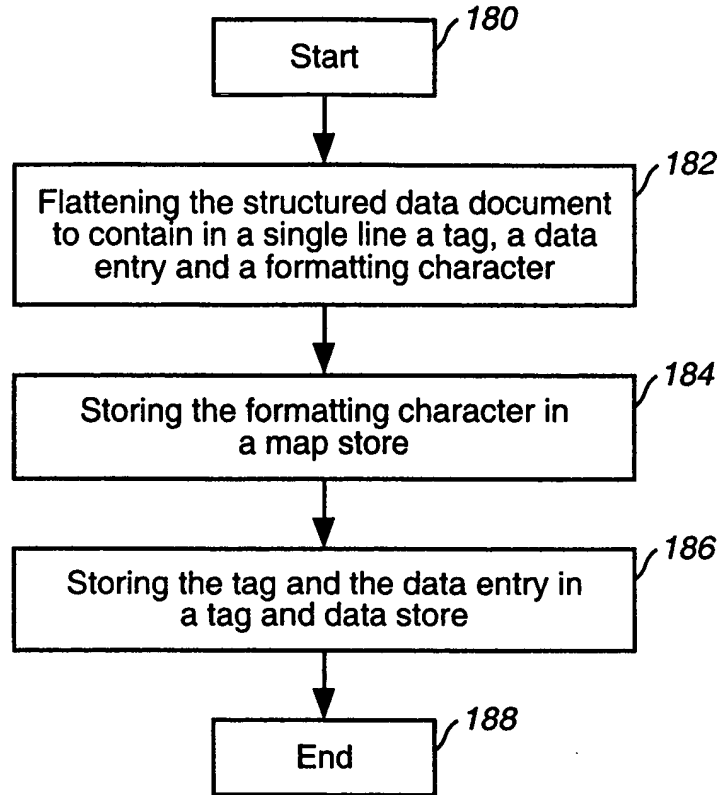 180
Start
182
Flattening the structured data document
to contain in a single line a tag, a data
entry and a formatting character
184
Storing the formatting character in
a map store
186
Storing the tag and the data entry in
a tag and data store
188
End